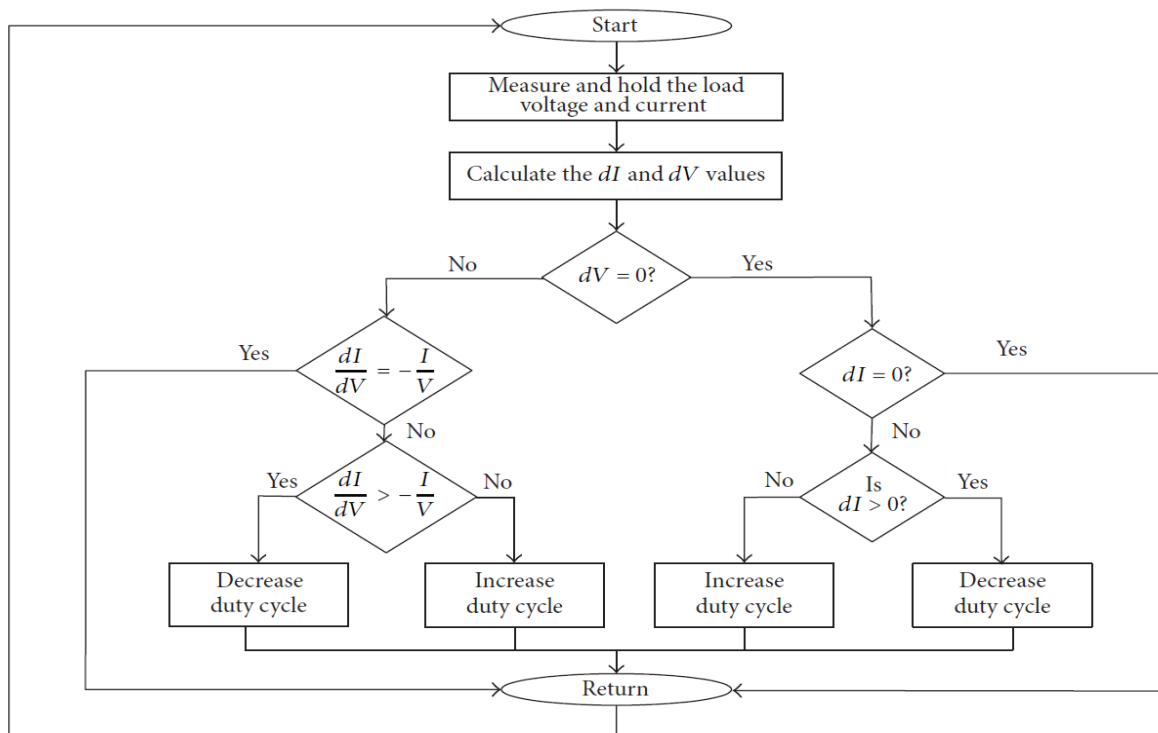 Start
Measure and hold the load
voltage and current
Calculate the dI and dV values
No
dV = 0?
Yes
Yes
dI/dV = −I/V
dI = 0?
Yes
No
No
Yes
dI/dV > −I/V
No
No
Is
dI > 0?
Yes
Decrease
duty cycle
Increase
duty cycle
Increase
duty cycle
Decrease
duty cycle
Return